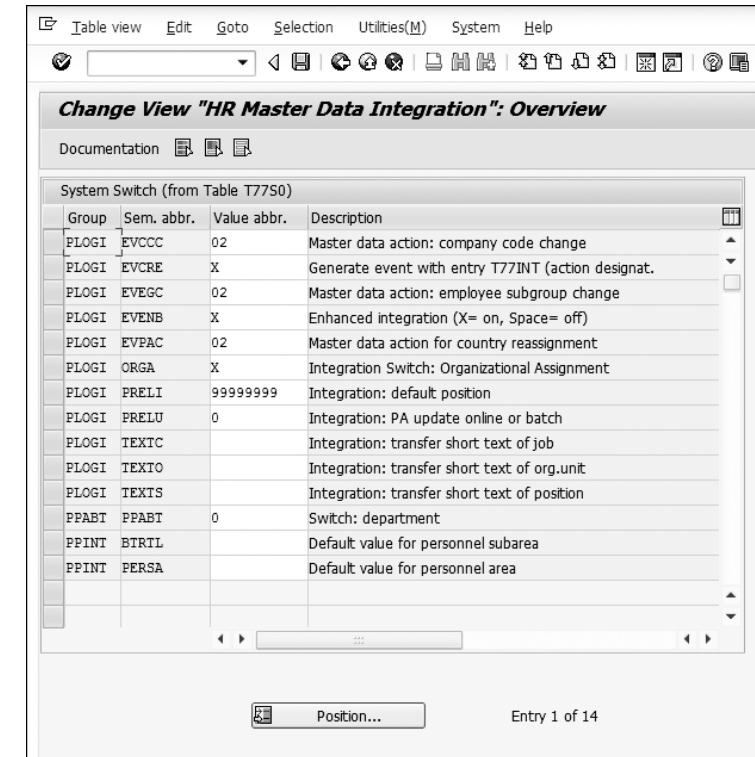 Table view Edit Goto Selection Utilities(M) System Help
Change View "HR Master Data Integration": Overview
Documentation
System Switch (from Table T77S0)
Group Sem. abbr. Value abbr. Description
PLOGI EVCCC 02 Master data action: company code change
PLOGI EVCRE X Generate event with entry T77INT (action designat.
PLOGI EVEGC 02 Master data action: employee subgroup change
PLOGI EVENB X Enhanced integration (X= on, Space= off)
PLOGI EVPAC 02 Master data action for country reassignment
PLOGI ORGA X Integration Switch: Organizational Assignment
PLOGI PRELI 99999999 Integration: default position
PLOGI PRELU 0 Integration: PA update online or batch
PLOGI TEXTC Integration: transfer short text of job
PLOGI TEXTO Integration: transfer short text of org.unit
PLOGI TEXTS Integration: transfer short text of position
PPABT PPABT 0 Switch: department
PPINT BTRTL Default value for personnel subarea
PPINT PERSA Default value for personnel area
Position... Entry 1 of 14